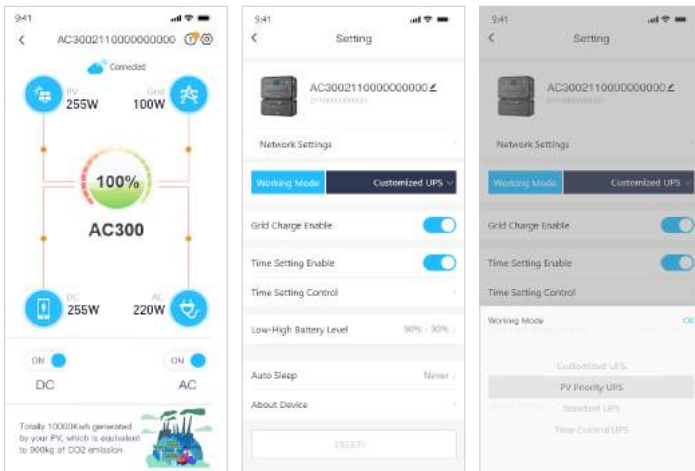 9:41
AC3002110000000000
Connected
PV
255W
Grid
100W
100%
AC300
DC
255W
AC
220W
ON
ON
DC
AC
Totally 10000Kwh generated
by your PV, which is equivalent
to 900kg of CO2 emission.
9:41
Setting
AC3002110000000000
Network Settings
Working Mode
Customized UPS
Grid Charge Enable
Time Setting Enable
Time Setting Control
Low-High Battery Level
90% - 90%
Auto Sleep
Never
About Device
DELETE
9:41
Setting
AC3002110000000000
Network Settings
Working Mode
Customized UPS
Grid Charge Enable
Time Setting Enable
Time Setting Control
Working Mode
OK
Customized UPS
PV Priority UPS
Standard UPS
Time Control UPS